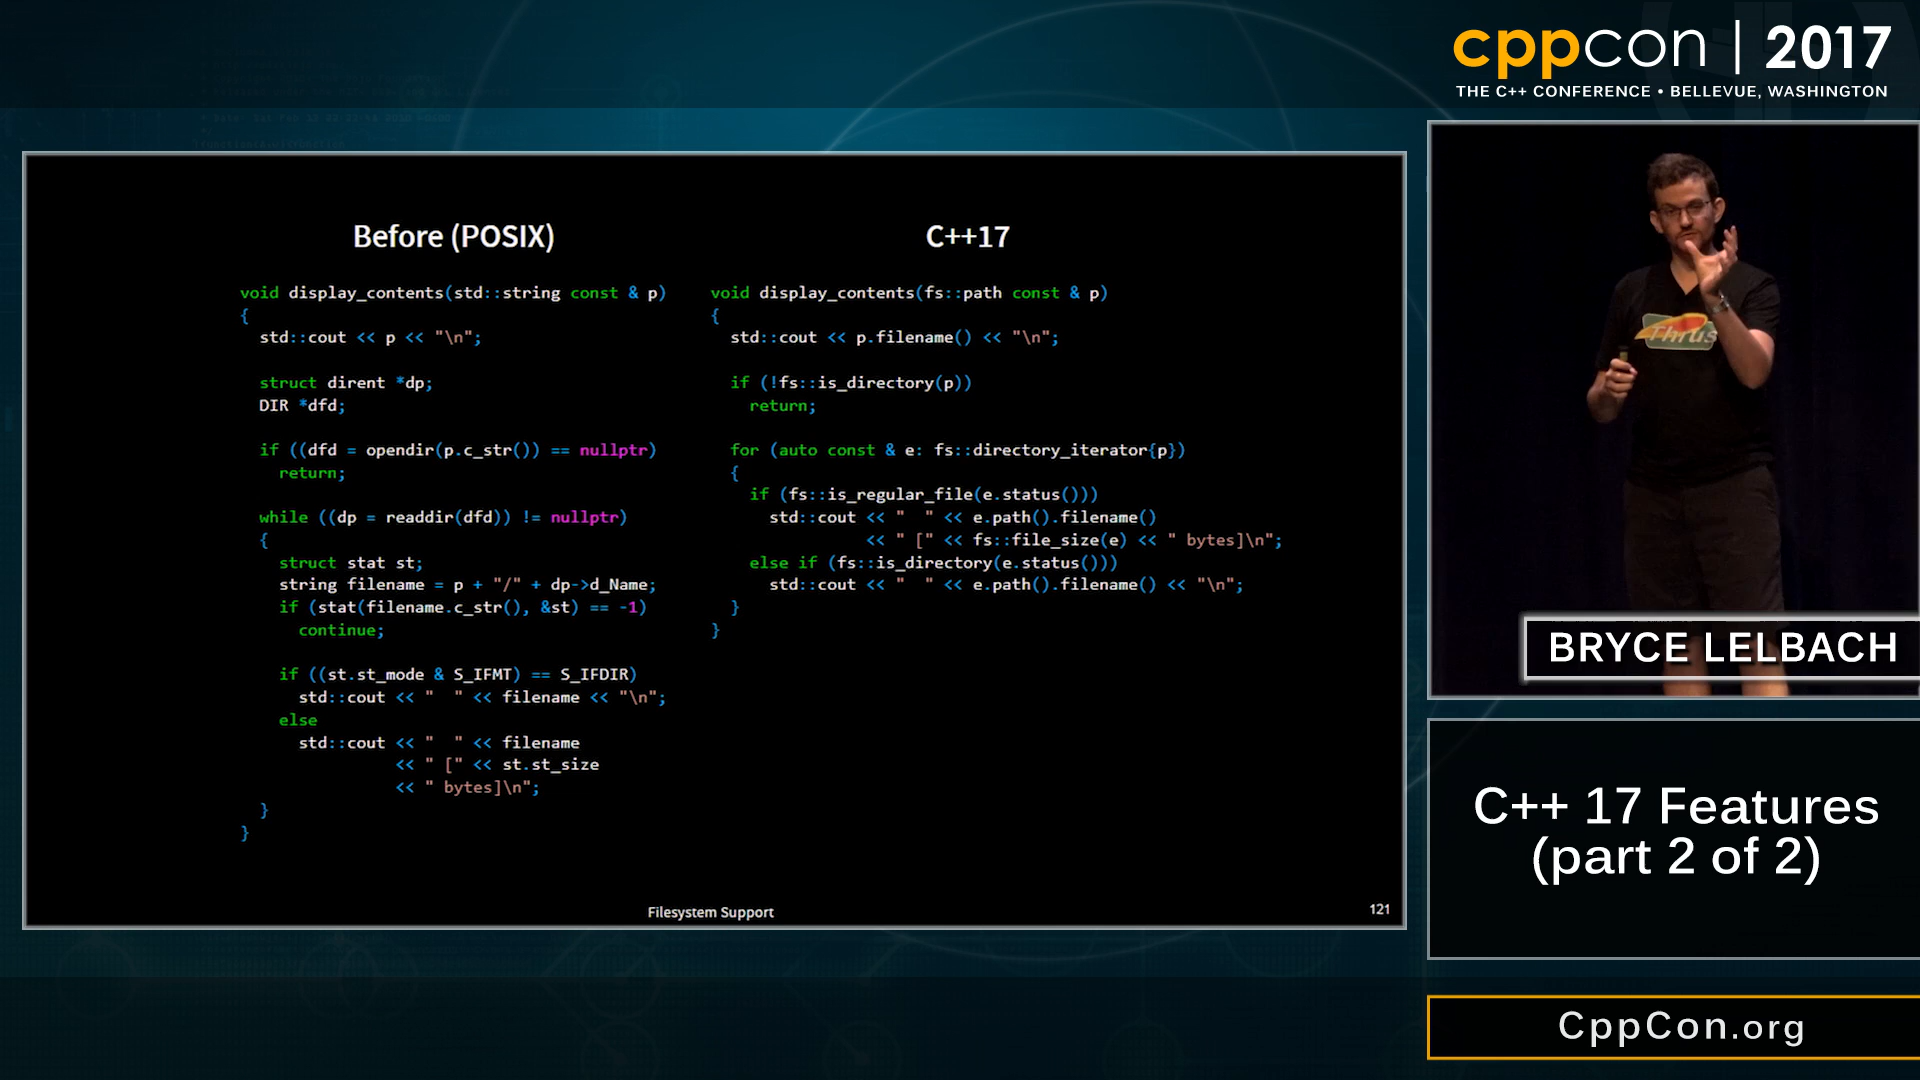 cppcon | 2017
THE C++ CONFERENCE • BELLEVUE, WASHINGTON
Before (POSIX)
void display_contents(std::string const & p)
{
  std::cout << p << "\n";

  struct dirent *dp;
  DIR *dfd;

  if ((dfd = opendir(p.c_str()) == nullptr)
    return;

  while ((dp = readdir(dfd)) != nullptr)
  {
    struct stat st;
    string filename = p + "/" + dp->d_Name;
    if (stat(filename.c_str(), &st) == -1)
      continue;

    if ((st.st_mode & S_IFMT) == S_IFDIR)
      std::cout << "  " << filename << "\n";
    else
      std::cout << "  " << filename
                << " [" << st.st_size
                << " bytes]\n";
  }
}
C++17
void display_contents(fs::path const & p)
{
  std::cout << p.filename() << "\n";

  if (!fs::is_directory(p))
    return;

  for (auto const & e: fs::directory_iterator{p})
  {
    if (fs::is_regular_file(e.status()))
      std::cout << "  " << e.path().filename()
                << " [" << fs::file_size(e) << " bytes]\n";
    else if (fs::is_directory(e.status()))
      std::cout << "  " << e.path().filename() << "\n";
  }
}
Filesystem Support
121
Thrus
BRYCE LELBACH
C++ 17 Features
(part 2 of 2)
CppCon.org